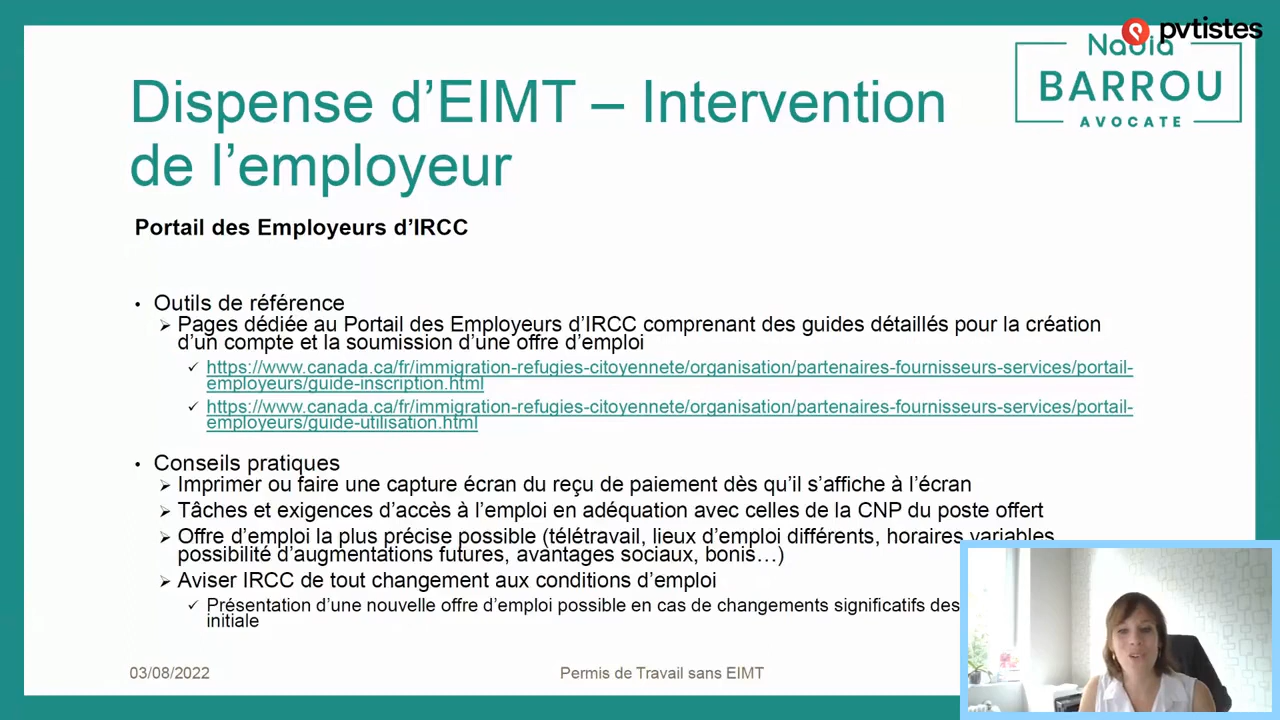 pvtistes
Nadia
BARROU
AVOCATE
Dispense d'EIMT – Intervention
de l'employeur
Portail des Employeurs d'IRCC
• Outils de référence
➢ Pages dédiée au Portail des Employeurs d'IRCC comprenant des guides détaillés pour la création
d'un compte et la soumission d'une offre d'emploi
✓ https://www.canada.ca/fr/immigration-refugies-citoyennete/organisation/partenaires-fournisseurs-services/portail-
employeurs/guide-inscription.html
✓ https://www.canada.ca/fr/immigration-refugies-citoyennete/organisation/partenaires-fournisseurs-services/portail-
employeurs/guide-utilisation.html
• Conseils pratiques
➢ Imprimer ou faire une capture écran du reçu de paiement dès qu'il s'affiche à l'écran
➢ Tâches et exigences d'accès à l'emploi en adéquation avec celles de la CNP du poste offert
➢ Offre d'emploi la plus précise possible (télétravail, lieux d'emploi différents, horaires variables,
possibilité d'augmentations futures, avantages sociaux, bonis…)
➢ Aviser IRCC de tout changement aux conditions d'emploi
✓ Présentation d'une nouvelle offre d'emploi possible en cas de changements significatifs des
initiale
03/08/2022
Permis de Travail sans EIMT